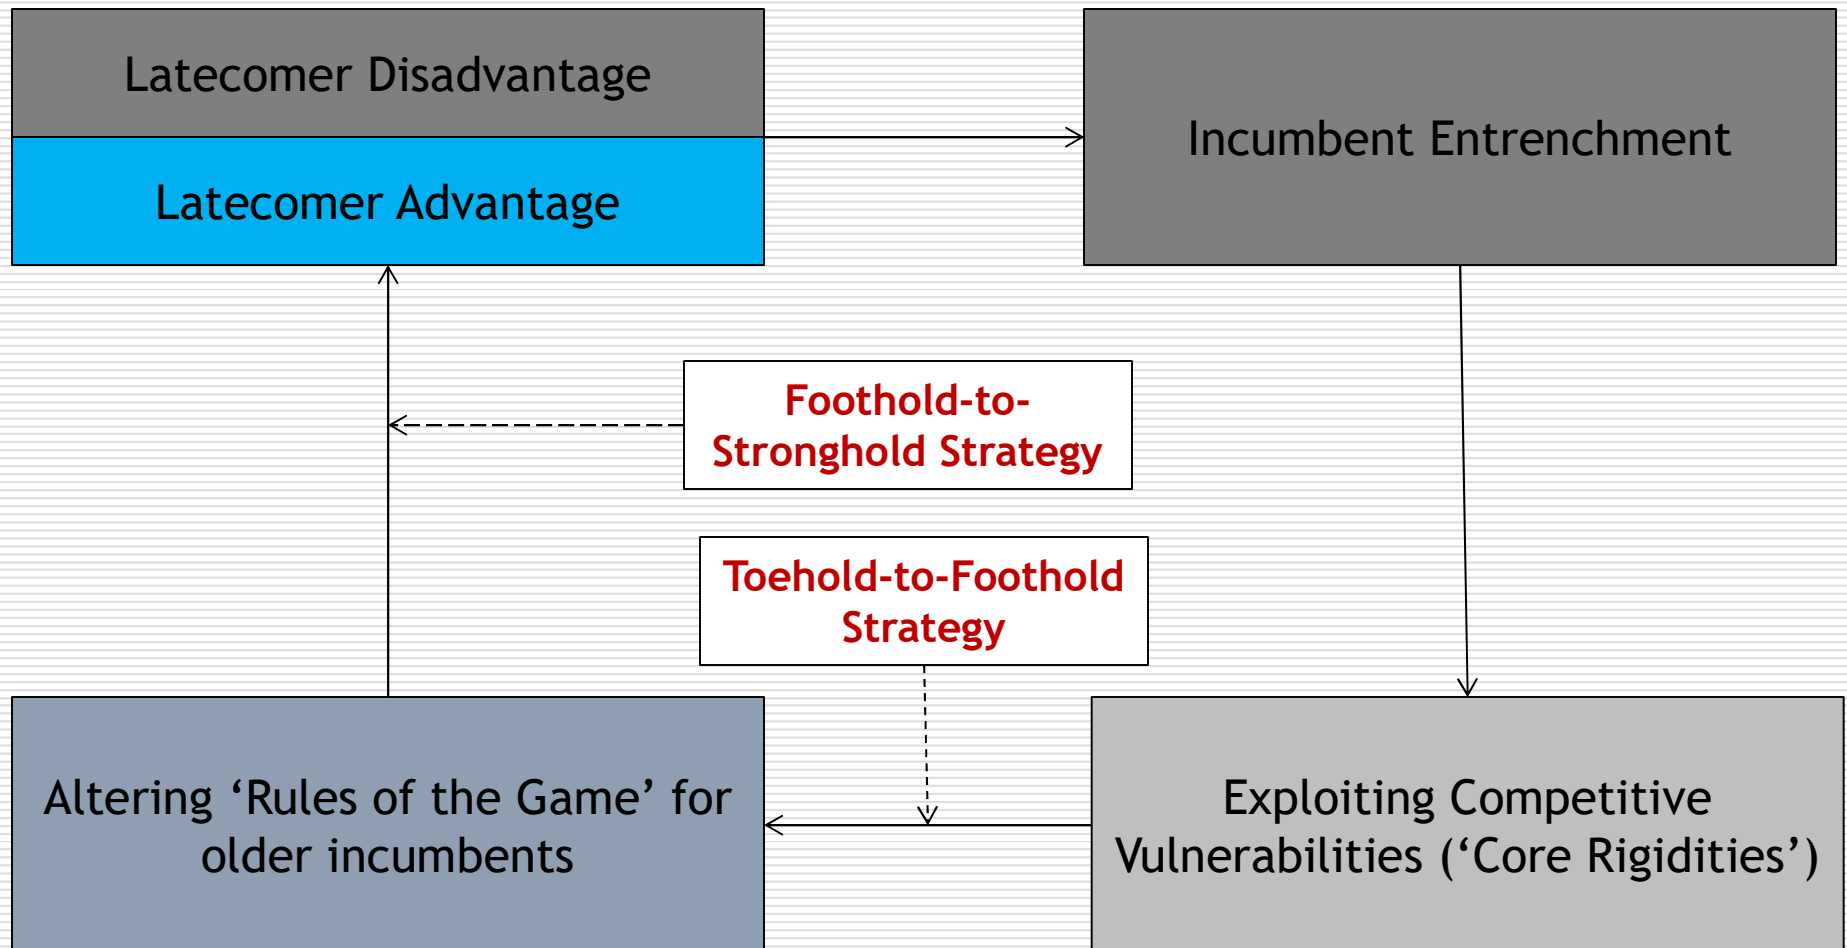 Latecomer Disadvantage
Latecomer Advantage
Incumbent Entrenchment
Foothold-to-
Stronghold Strategy
Toehold-to-Foothold
Strategy
Altering ‘Rules of the Game’ for
older incumbents
Exploiting Competitive
Vulnerabilities (‘Core Rigidities’)